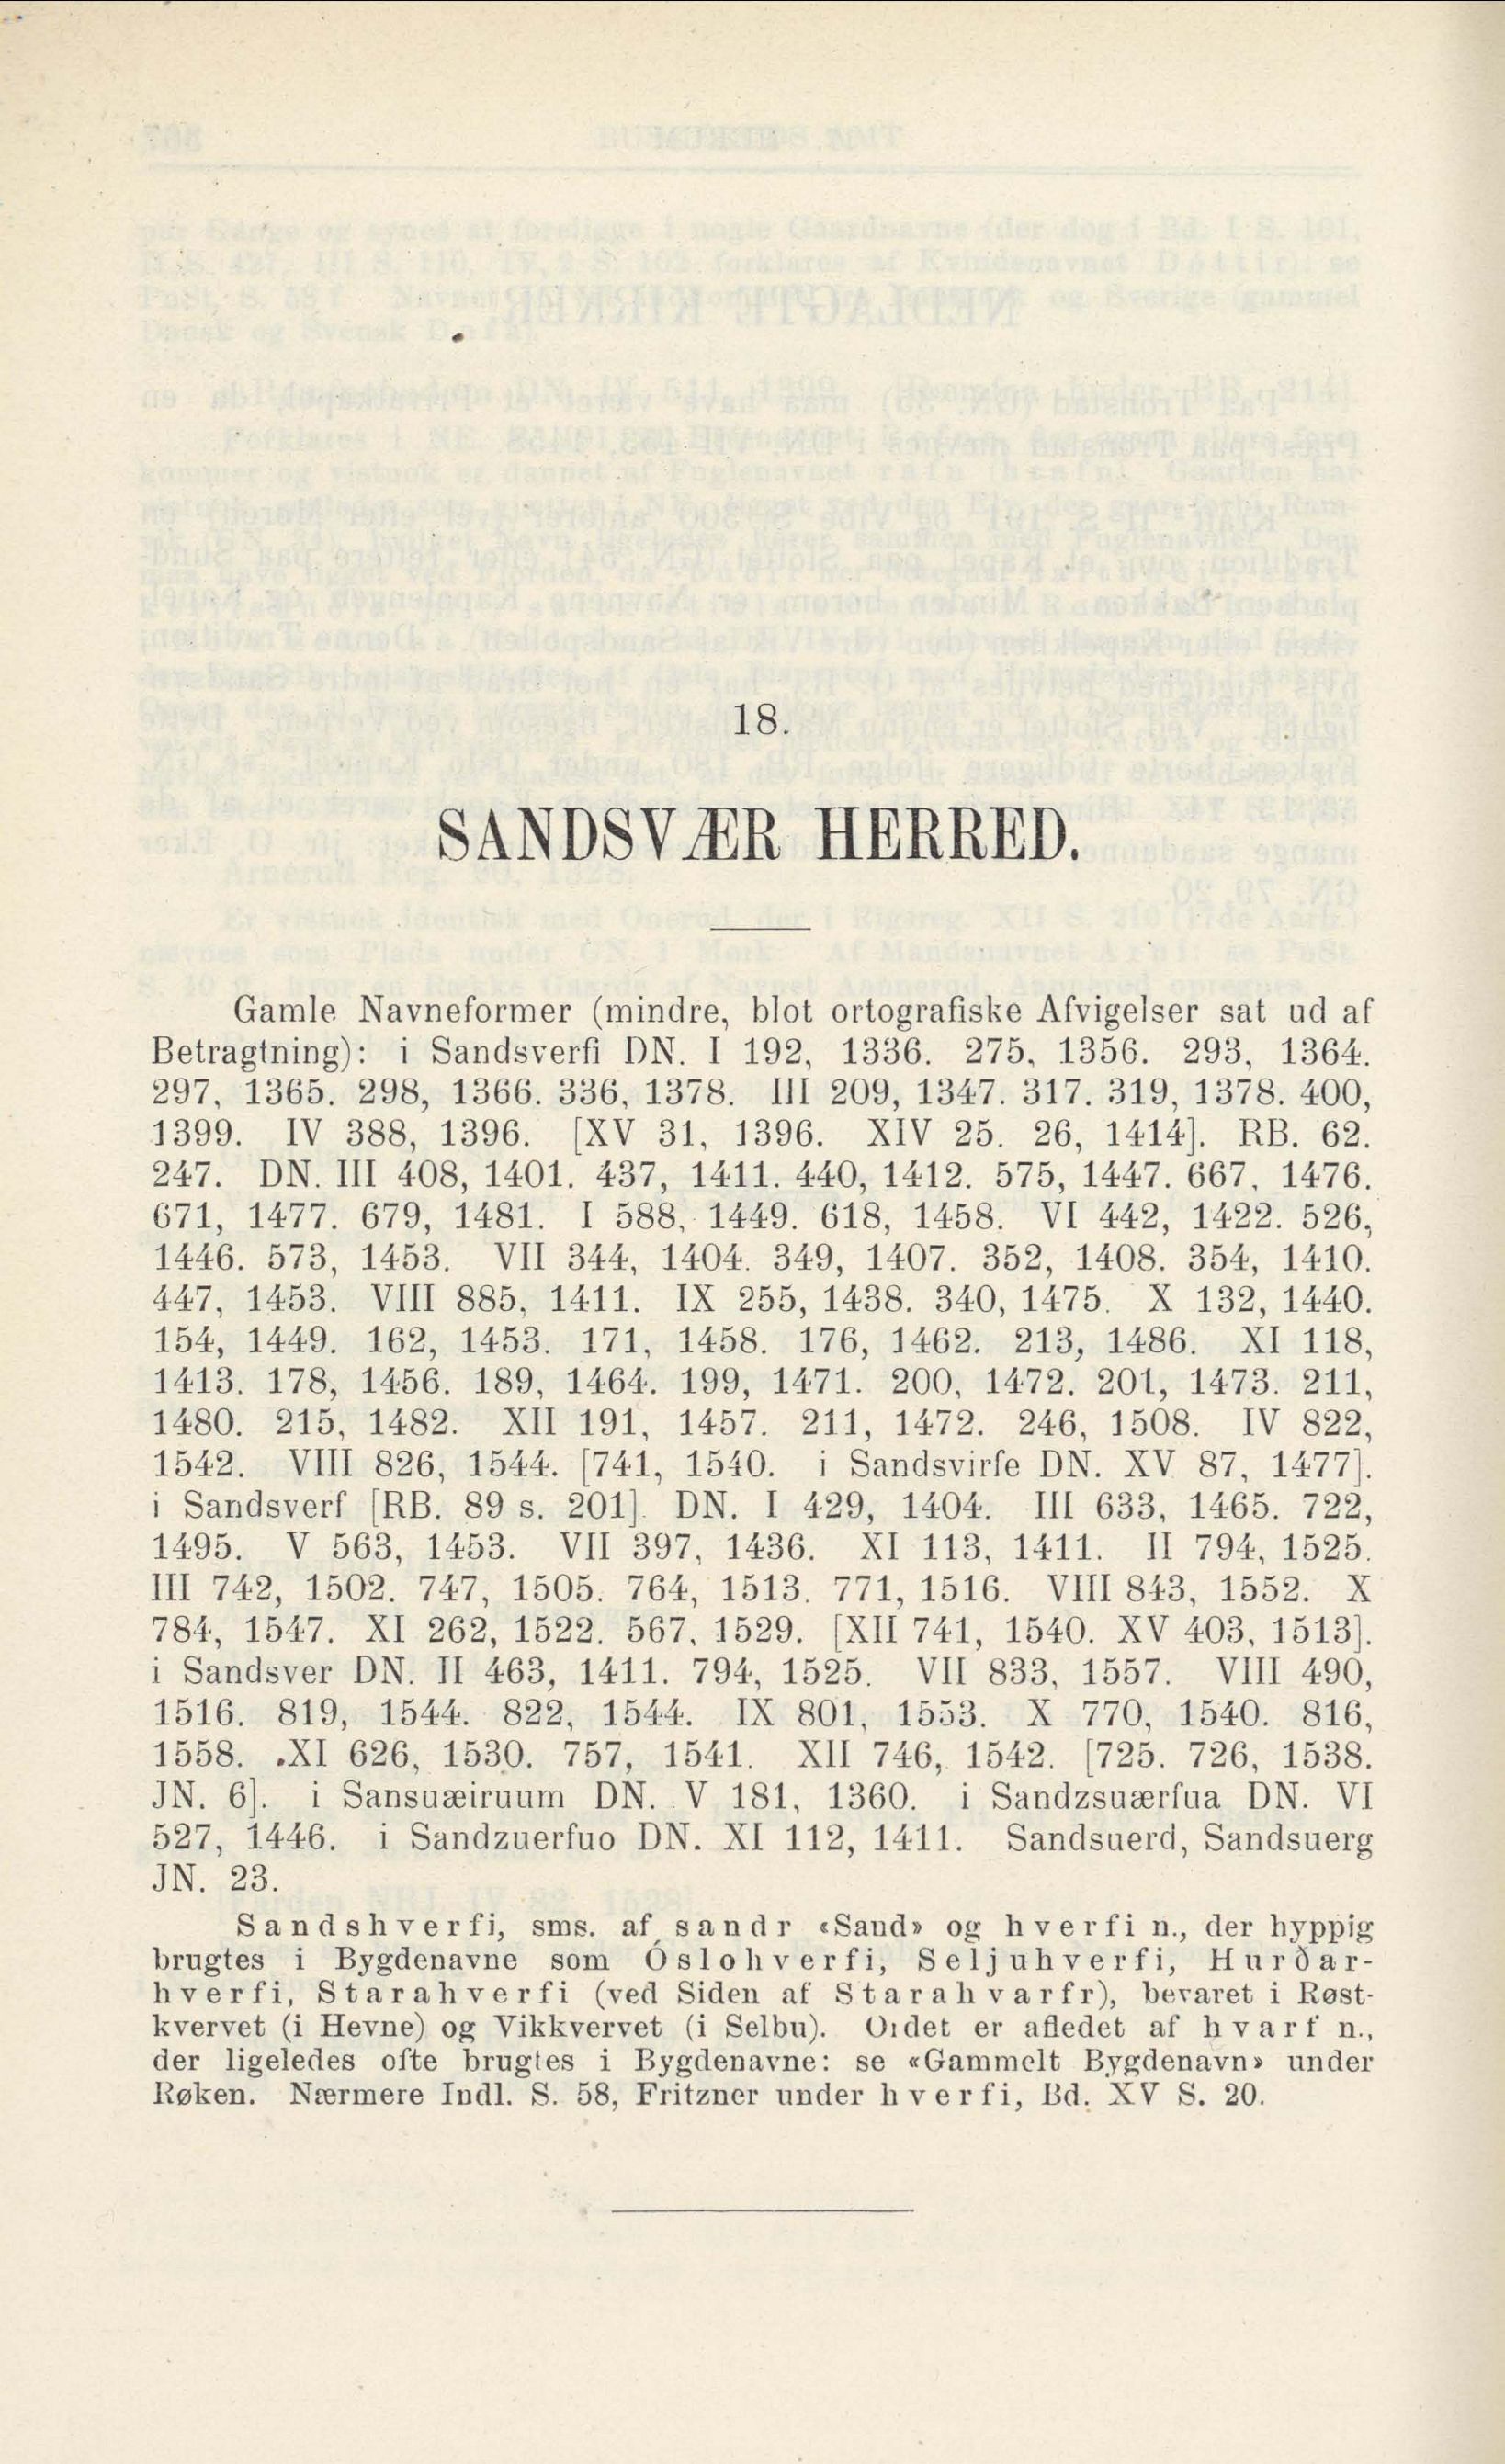 18.
SANDSVÆR HERRED.
Gamle Navneformer (mindre, blot ortografiske Afvigelser sat ud af
Betragtning): i Sandsverfi DN. I 192, 1336. 275, 1356. 293, 1364.
297, 1365. 298, 1366. 336, 1378. III 209, 1347. 317. 319, 1378. 400,
1399. IV 388, 1396. [XV 31, 1396. XIV 25. 26, 1414]. RB. 62.
247. DN. III 408, 1401. 437, 1411. 440, 1412. 575, 1447. 667, 1476.
671, 1477. 679, 1481. I 588, 1449. 618, 1458. VI 442, 1422. 526,
1446. 573, 1453. VII 344, 1404. 349, 1407. 352, 1408. 354, 1410.
447, 1453. VIII 885, 1411. IX 255, 1438. 340, 1475. X 132, 1440.
154, 1449. 162, 1453. 171, 1458. 176, 1462. 213, 1486. XI 118,
1413. 178, 1456. 189, 1464. 199, 1471. 200, 1472. 201, 1473. 211,
1480. 215, 1482. XII 191, 1457. 211, 1472. 246, 1508. IV 822,
1542. VIII 826, 1544. [741, 1540. i Sandsvirfe DN. XV 87, 1477].
i Sandsverf [RB. 89 s. 201]. DN. I 429, 1404. III 633, 1465. 722,
1495. V 563, 1453. VII 397, 1436. XI 113, 1411. II 794, 1525.
III 742, 1502. 747, 1505. 764, 1513. 771, 1516. VIII 843, 1552. X
784, 1547. XI 262, 1522. 567, 1529. [XII 741, 1540. XV 403, 1513].
i Sandsver DN. II 463, 1411. 794, 1525. VII 833, 1557. VIII 490,
1516. 819, 1544. 822, 1544. IX 801, 1553. X 770, 1540. 816,
1558. XI 626, 1530. 757, 1541. XII 746, 1542. [725. 726, 1538.
JN. 6]. i Sansuæiruum DN. V 181, 1360. i Sandzsuærfua DN. VI
527, 1446. i Sandzuerfuo DN. XI 112, 1411. Sandsuerd, Sandsuerg
JN. 23.
Sandshverfi, sms. af sandr «Sand» og hverfi n., der hyppig
brugtes i Bygdenavne som Óslohverfi, Seljuhverfi, Hurðar-
hverfi, Starahverfi (ved Siden af Starahvarfr), bevaret i Røst-
kvervet (i Hevne) og Vikkvervet (i Selbu). Ordet er afledet af hvarf n.,
der ligeledes ofte brugtes i Bygdenavne: se «Gammelt Bygdenavn» under
Røken. Nærmere Indl. S. 58, Fritzner under hverfi, Bd. XV S. 20.